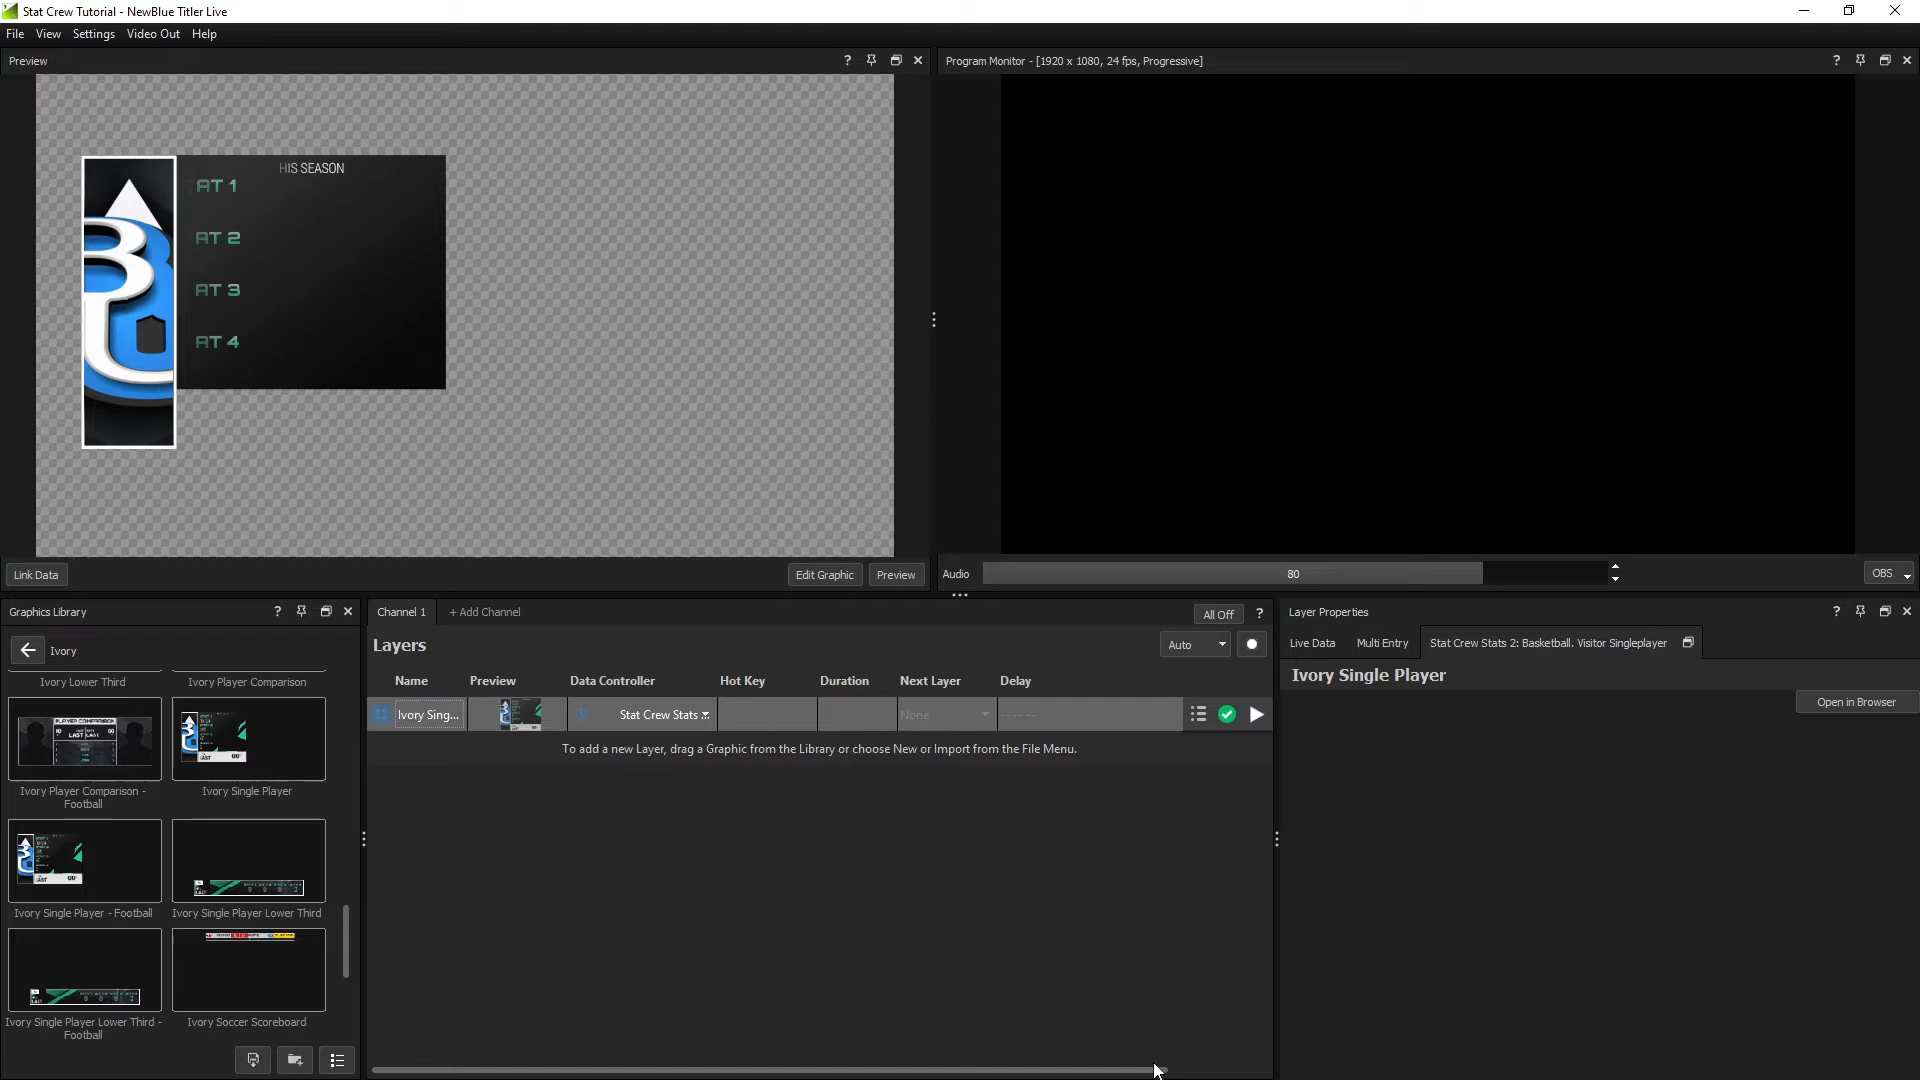 Stat Crew Tutorial - NewBlue Titler Live
File View Settings Video Out Help
Preview
Program Monitor - [1920 x 1080, 24 fps, Progressive]
HIS SEASON
AT 1
AT 2
AT 3
AT 4
Link Data
Edit Graphic
Preview
Audio
80
OBS
Graphics Library
Ivory
Ivory Lower Third
Ivory Player Comparison
PLAYER COMPARISON
Ivory Player Comparison -
Football
Ivory Single Player
Ivory Single Player - Football
Ivory Single Player Lower Third
Ivory Single Player Lower Third -
Football
Ivory Soccer Scoreboard
Channel 1
+ Add Channel
All Off
Layers
Auto
Name Preview Data Controller Hot Key Duration Next Layer Delay
Ivory Sing...
Stat Crew Stats ...
None
-- -- --
To add a new Layer, drag a Graphic from the Library or choose New or Import from the File Menu.
Layer Properties
Live Data
Multi Entry
Stat Crew Stats 2: Basketball. Visitor Singleplayer
Ivory Single Player
Open in Browser